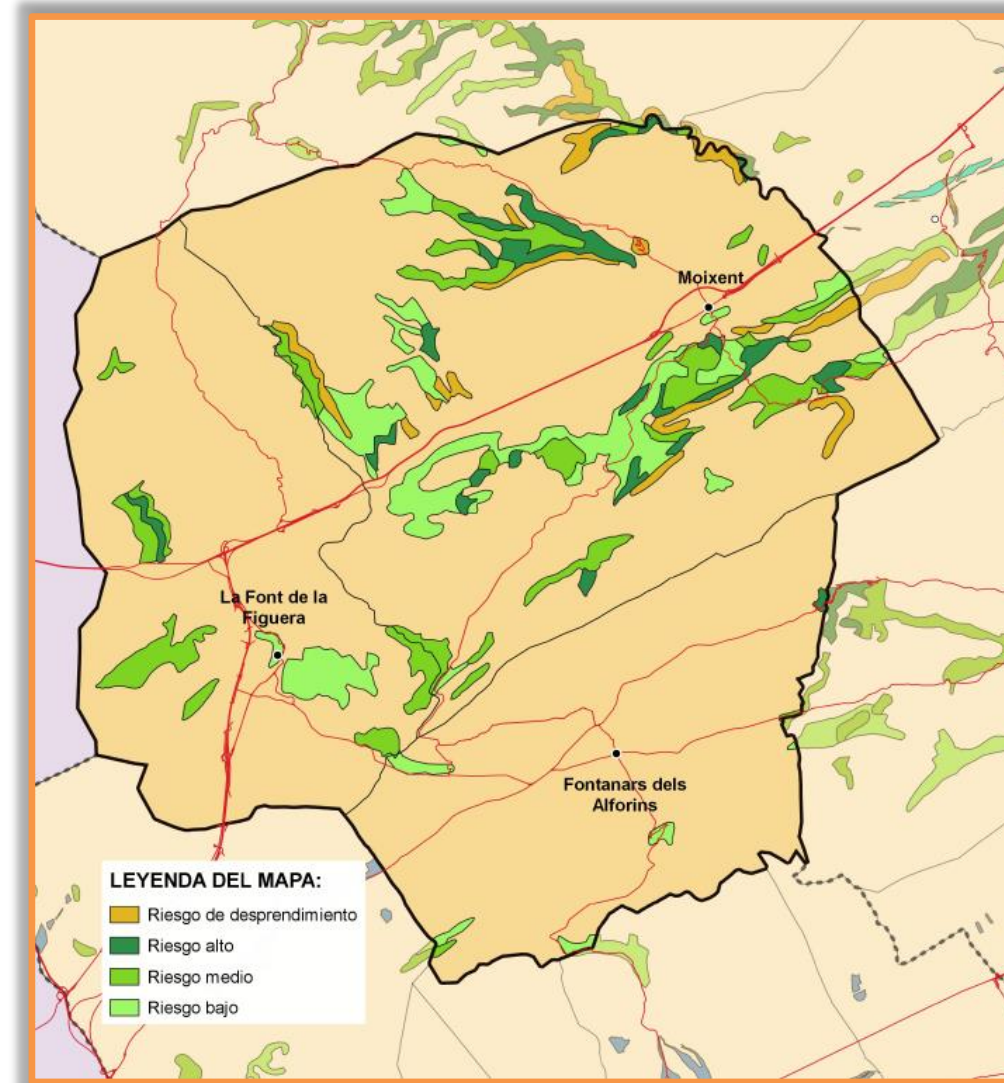 Moixent
La Font de la
Figuera
Fontanars dels
Alforins
LEYENDA DEL MAPA:
Riesgo de desprendimiento
Riesgo alto
Riesgo medio
Riesgo bajo